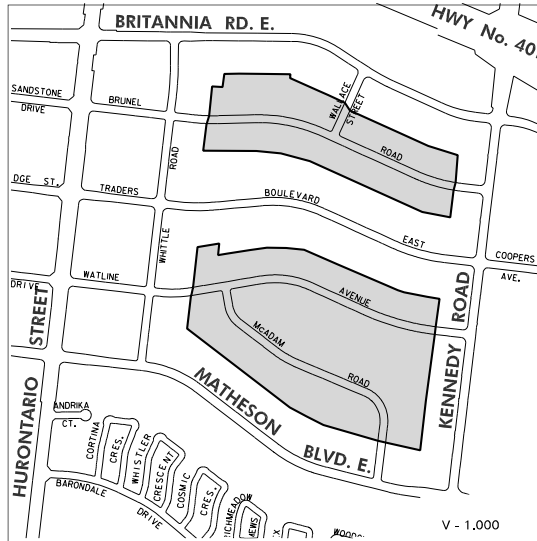 BRITANNIA RD. E.
HWY No. 40
SANDSTONE
DRIVE
BRUNEL
WALLACE
STREET
ROAD
ROAD
DGE ST.
TRADERS
BOULEVARD
EAST
COOPERS
AVE.
WHITTLE
WATLINE
DRIVE
AVENUE
ROAD
STREET
McADAM
ROAD
KENNEDY
MATHESON
BLVD. E.
HURONTARIO
ANDRIKA
CT.
CORTINA
CRES.
WHISTLER
CRESCENT
COSMIC
CRES.
BARONDALE
DRIVE
RICHMEADOW
MEWS
V - 1.000